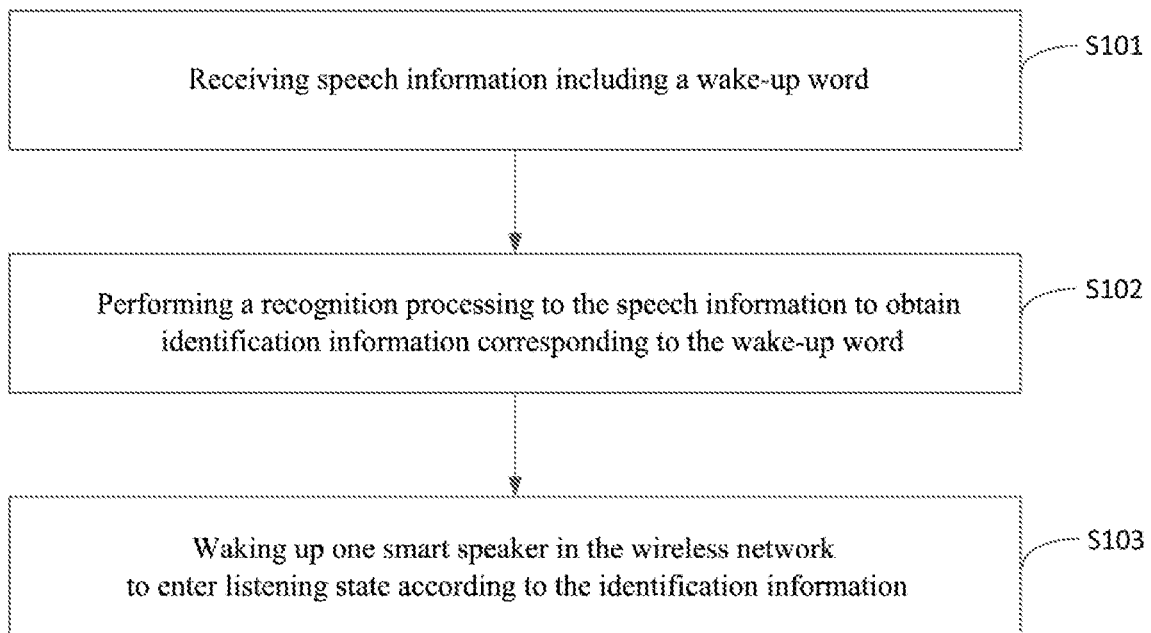 Receiving speech information including a wake-up word
S101
Performing a recognition processing to the speech information to obtain
identification information corresponding to the wake-up word
S102
Waking up one smart speaker in the wireless network
to enter listening state according to the identification information
S103